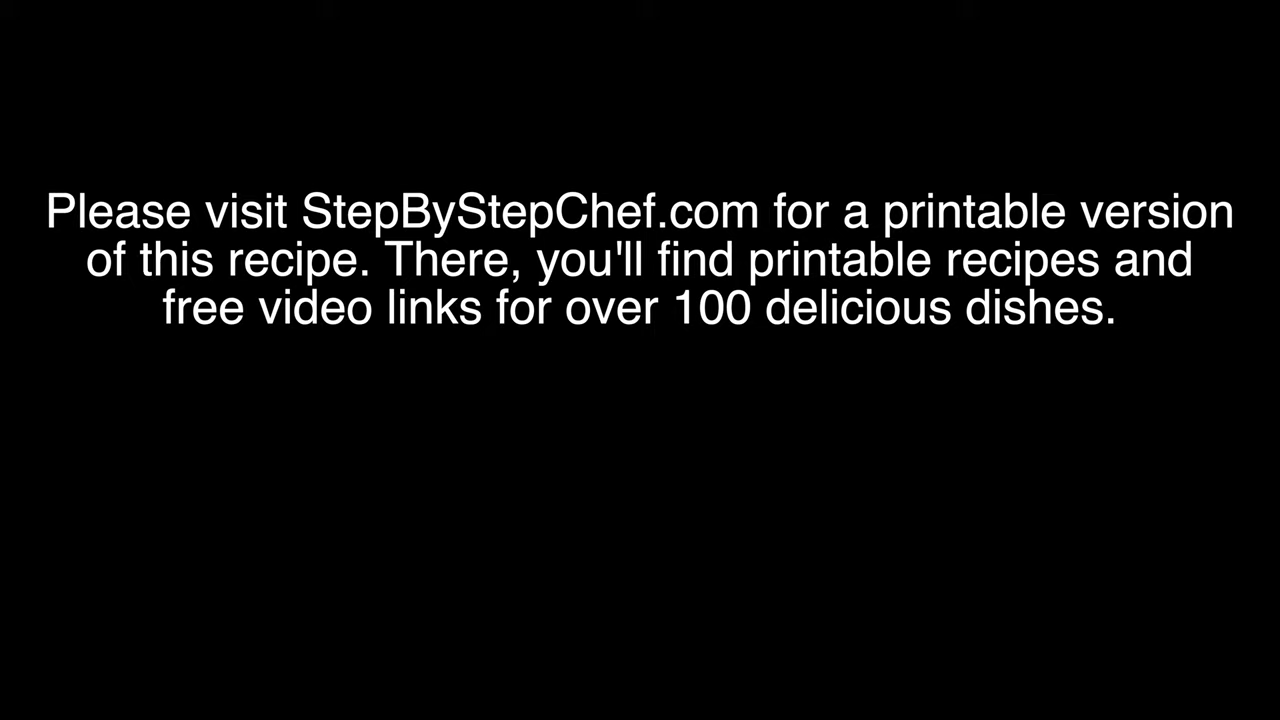 Please visit StepByStepChef.com for a printable version
of this recipe. There, you'll find printable recipes and
free video links for over 100 delicious dishes.